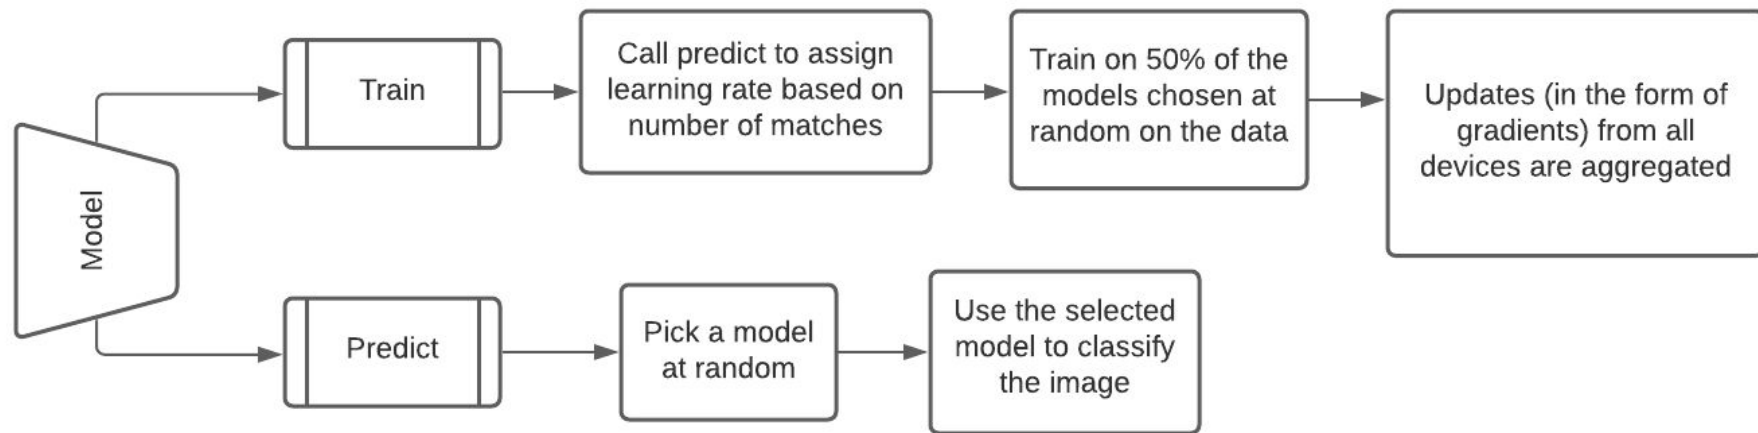 Model
Train
Call predict to assign
learning rate based on
number of matches
Train on 50% of the
models chosen at
random on the data
Updates (in the form of
gradients) from all
devices are aggregated
Predict
Pick a model
at random
Use the selected
model to classify
the image